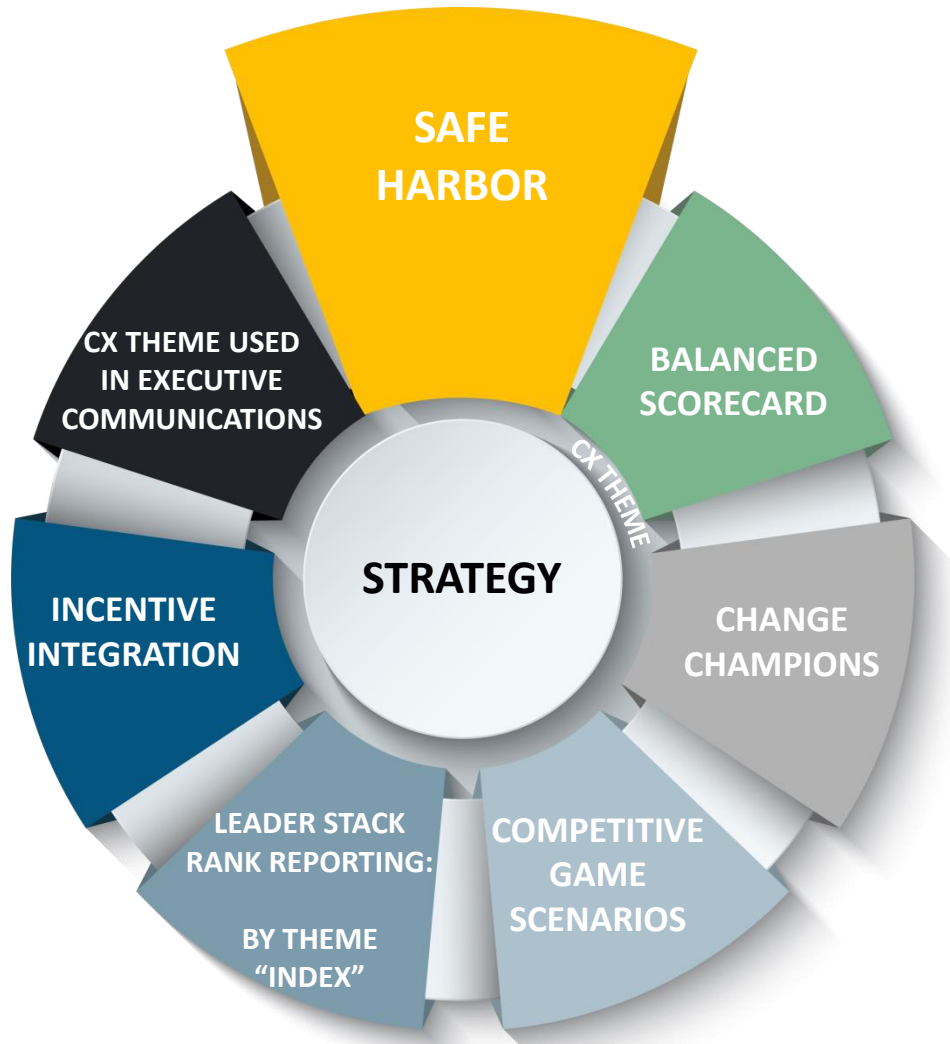 SAFE
HARBOR
BALANCED
SCORECARD
CHANGE
CHAMPIONS
COMPETITIVE
GAME
SCENARIOS
LEADER STACK
RANK REPORTING:
BY THEME
“INDEX”
INCENTIVE
INTEGRATION
CX THEME USED
IN EXECUTIVE
COMMUNICATIONS
CX THEME
STRATEGY